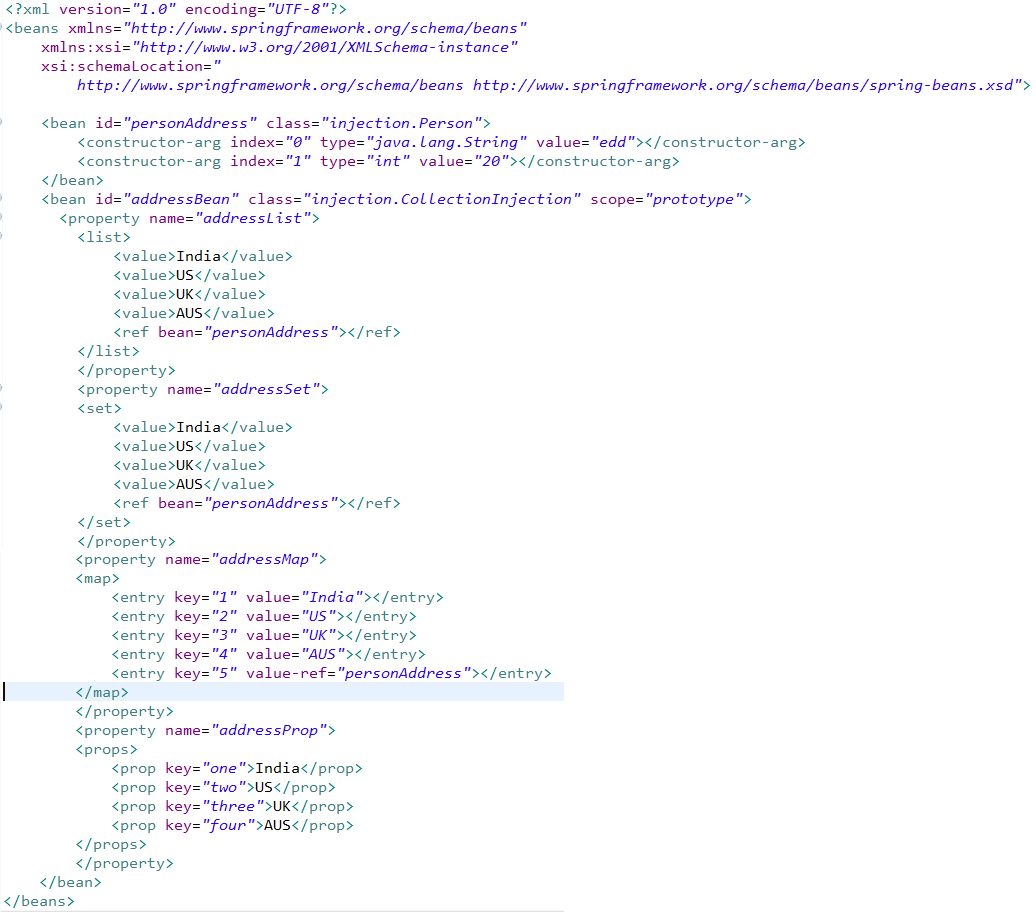 <?xml version="1.0" encoding="UTF-8"?>
<beans xmlns="http://www.springframework.org/schema/beans"
    xmlns:xsi="http://www.w3.org/2001/XMLSchema-instance"
    xsi:schemaLocation="
        http://www.springframework.org/schema/beans http://www.springframework.org/schema/beans/spring-beans.xsd">

    <bean id="personAddress" class="injection.Person">
        <constructor-arg index="0" type="java.lang.String" value="edd"></constructor-arg>
        <constructor-arg index="1" type="int" value="20"></constructor-arg>
    </bean>
    <bean id="addressBean" class="injection.CollectionInjection" scope="prototype">
      <property name="addressList">
        <list>
            <value>India</value>
            <value>US</value>
            <value>UK</value>
            <value>AUS</value>
            <ref bean="personAddress"></ref>
        </list>
        </property>
        <property name="addressSet">
        <set>
            <value>India</value>
            <value>US</value>
            <value>UK</value>
            <value>AUS</value>
            <ref bean="personAddress"></ref>
        </set>
        </property>
        <property name="addressMap">
        <map>
            <entry key="1" value="India"></entry>
            <entry key="2" value="US"></entry>
            <entry key="3" value="UK"></entry>
            <entry key="4" value="AUS"></entry>
            <entry key="5" value-ref="personAddress"></entry>
        </map>
        </property>
        <property name="addressProp">
        <props>
            <prop key="one">India</prop>
            <prop key="two">US</prop>
            <prop key="three">UK</prop>
            <prop key="four">AUS</prop>
        </props>
        </property>
    </bean>
</beans>